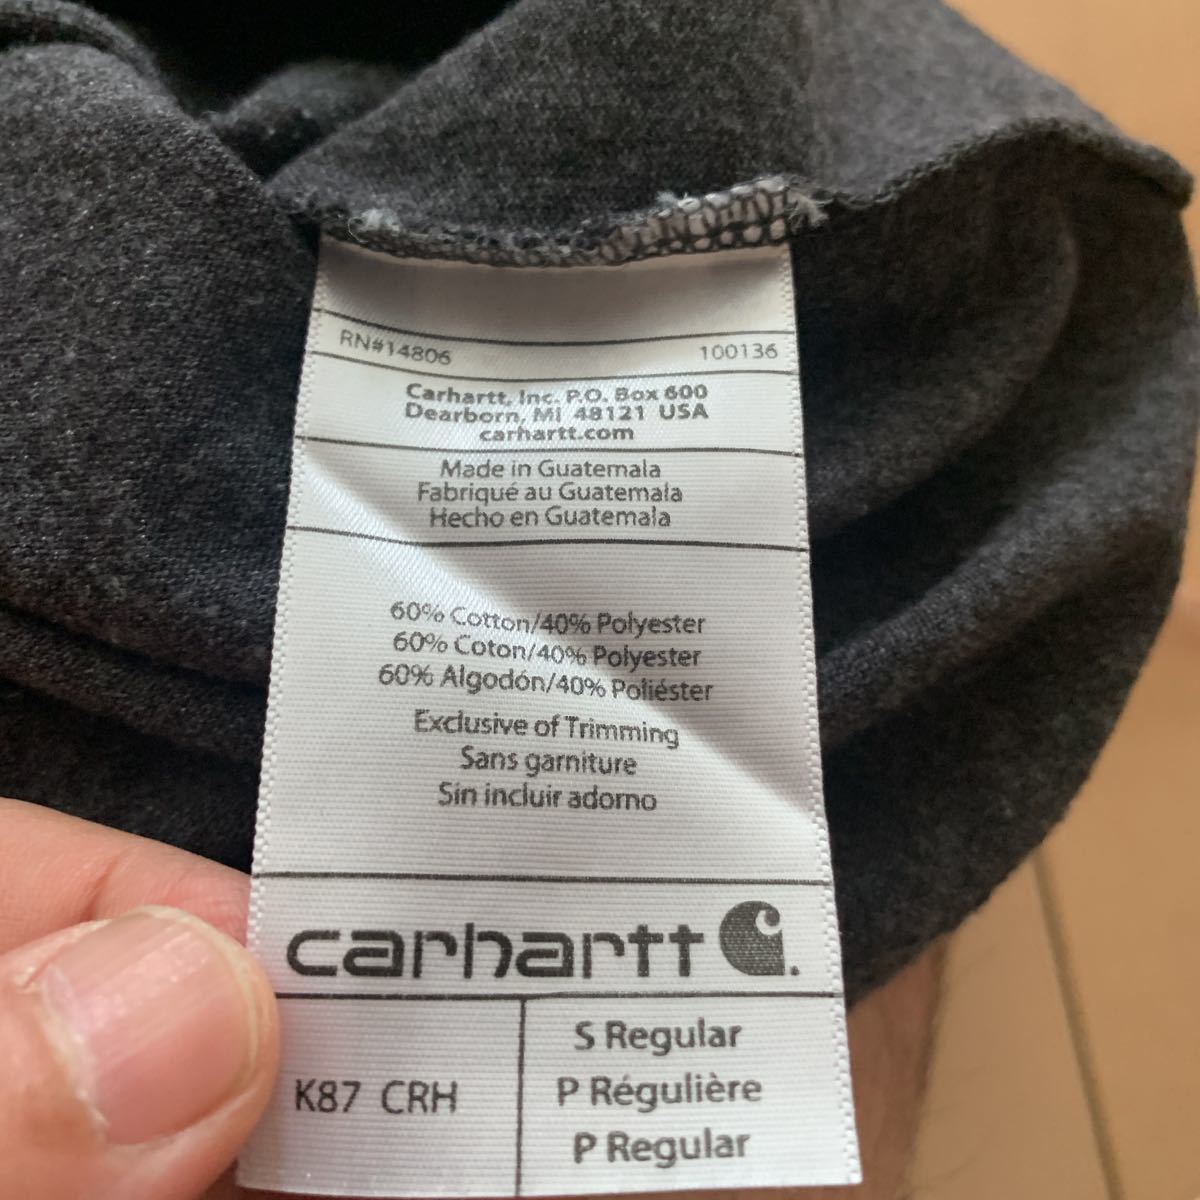 RN#14806 100136
Carhartt, Inc. P.O. Box 600
Dearborn, MI 48121 USA
carhartt.com
Made in Guatemala
Fabriqué au Guatemala
Hecho en Guatemala
60% Cotton/40% Polyester
60% Coton/40% Polyester
60% Algodón/40% Poliéster
Exclusive of Trimming
Sans garniture
Sin incluir adorno
carhartt
S Regular
K87 CRH P Régulière
P Regular